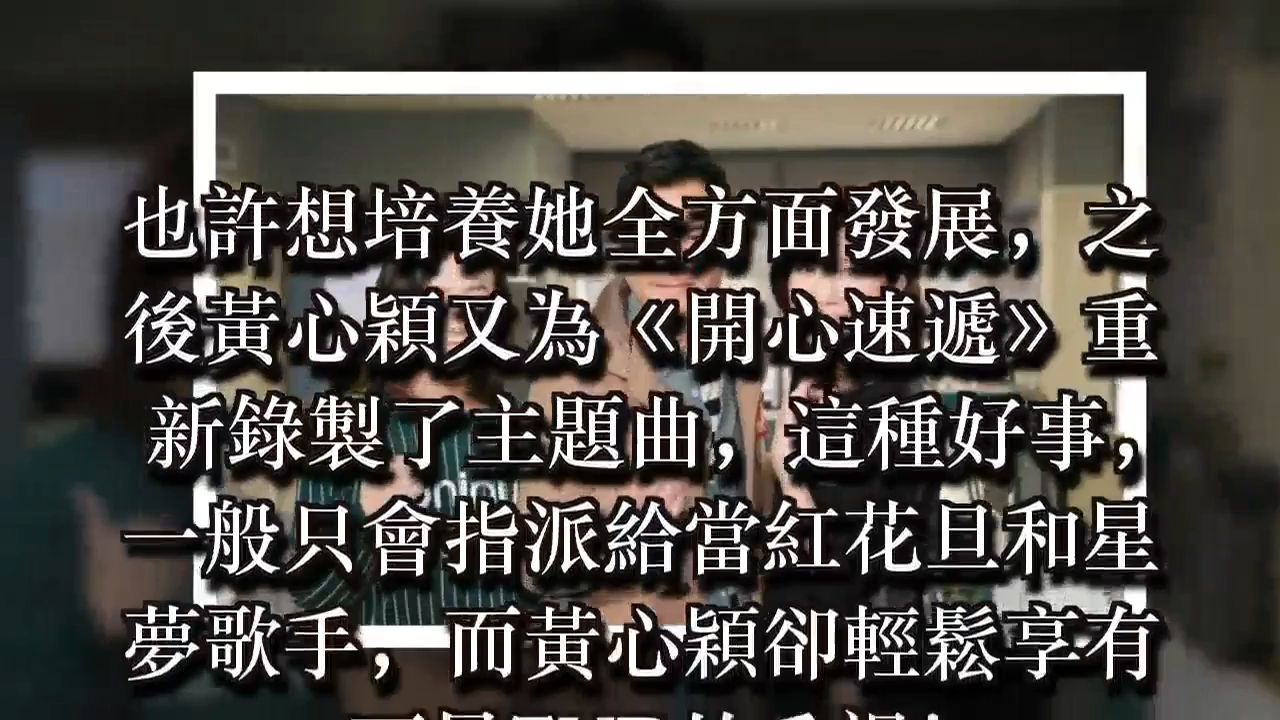 也許想培養她全方面發展，之
後黃心穎又為《開心速遞》重
新錄製了主題曲，這種好事，
一般只會指派給當紅花旦和星
夢歌手，而黃心穎卻輕鬆享有
enjoy